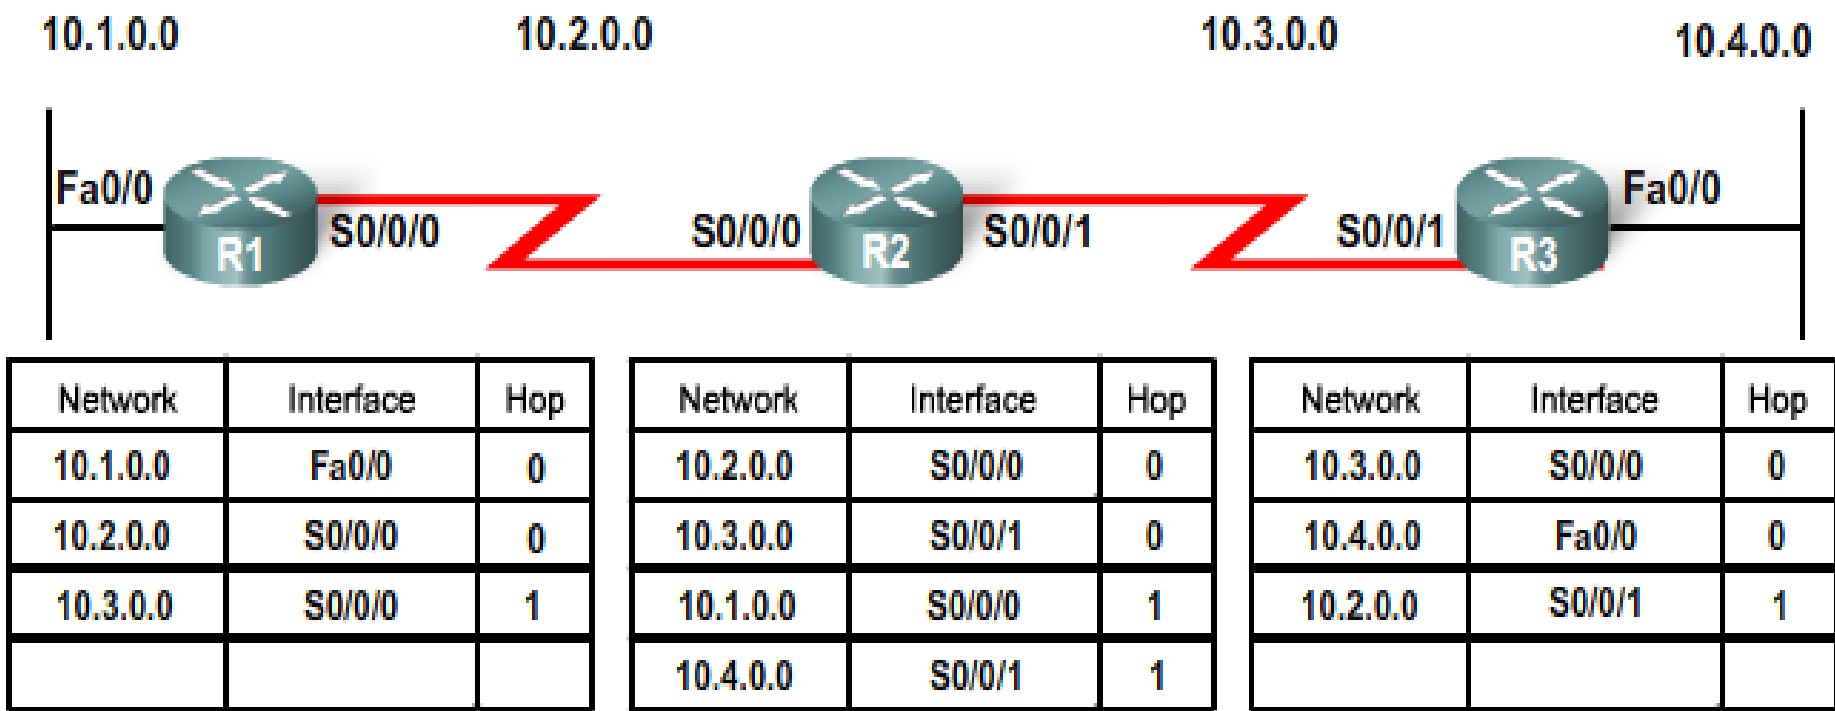 10.1.0.0 10.2.0.0 10.3.0.0 10.4.0.0
Fa0/0 R1 S0/0/0 S0/0/0 R2 S0/0/1 S0/0/1 R3 Fa0/0
Network Interface Hop
10.1.0.0 Fa0/0 0
10.2.0.0 S0/0/0 0
10.3.0.0 S0/0/0 1
Network Interface Hop
10.2.0.0 S0/0/0 0
10.3.0.0 S0/0/1 0
10.1.0.0 S0/0/0 1
10.4.0.0 S0/0/1 1
Network Interface Hop
10.3.0.0 S0/0/0 0
10.4.0.0 Fa0/0 0
10.2.0.0 S0/0/1 1